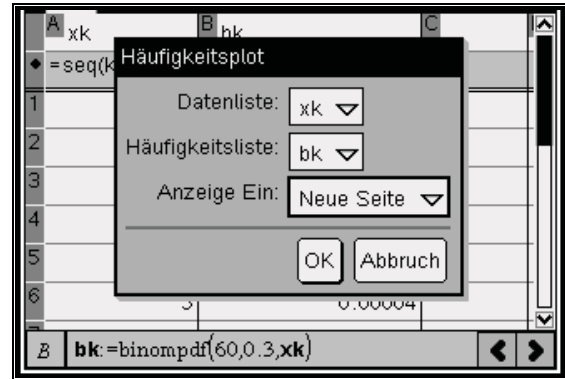 A xk B bk C
◆ =seq(k
Häufigkeitsplot
1 Datenliste: xk
2 Häufigkeitsliste: bk
3 Anzeige Ein: Neue Seite
4
5 OK Abbruch
6 0.00004
B bk:=binompdf(60,0.3,xk)